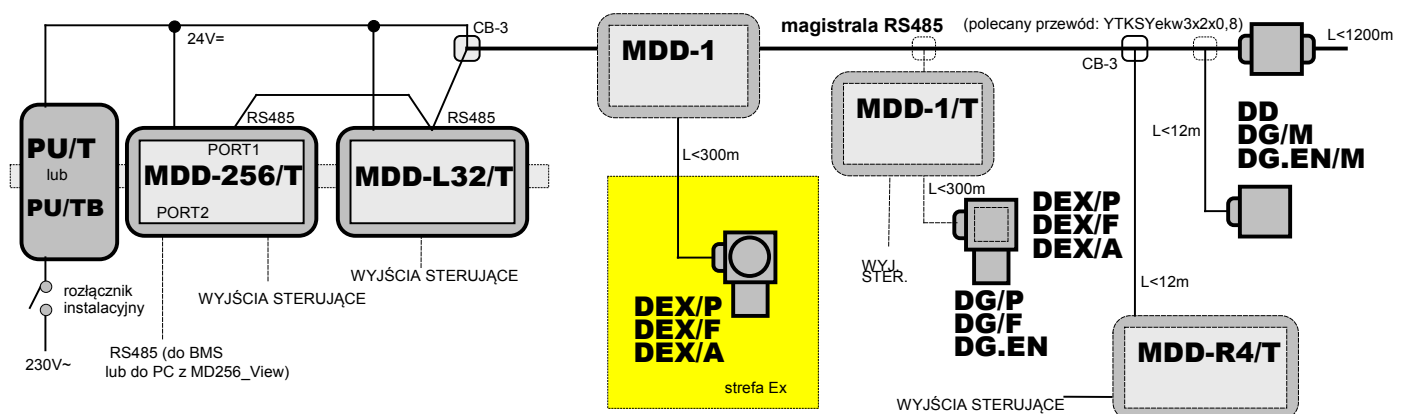 CB-3
24V=
magistrala RS485
(polecany przewód: YTKSYekw3x2x0,8)
L<1200m
MDD-1
CB-3
MDD-1/T
RS485
RS485
PU/T
lub
PU/TB
PORT1
MDD-256/T
PORT2
MDD-L32/T
L<300m
L<12m
DD
DG/M
DG.EN/M
L<300m
DEX/P
DEX/F
DEX/A
WYJŚCIA STERUJĄCE
WYJ.
STER.
L<12m
rozłącznik
instalacyjny
WYJŚCIA STERUJĄCE
DEX/P
DEX/F
DEX/A
DG/P
DG/F
DG.EN
MDD-R4/T
230V~
RS485 (do BMS
lub do PC z MD256_View)
strefa Ex
WYJŚCIA STERUJĄCE